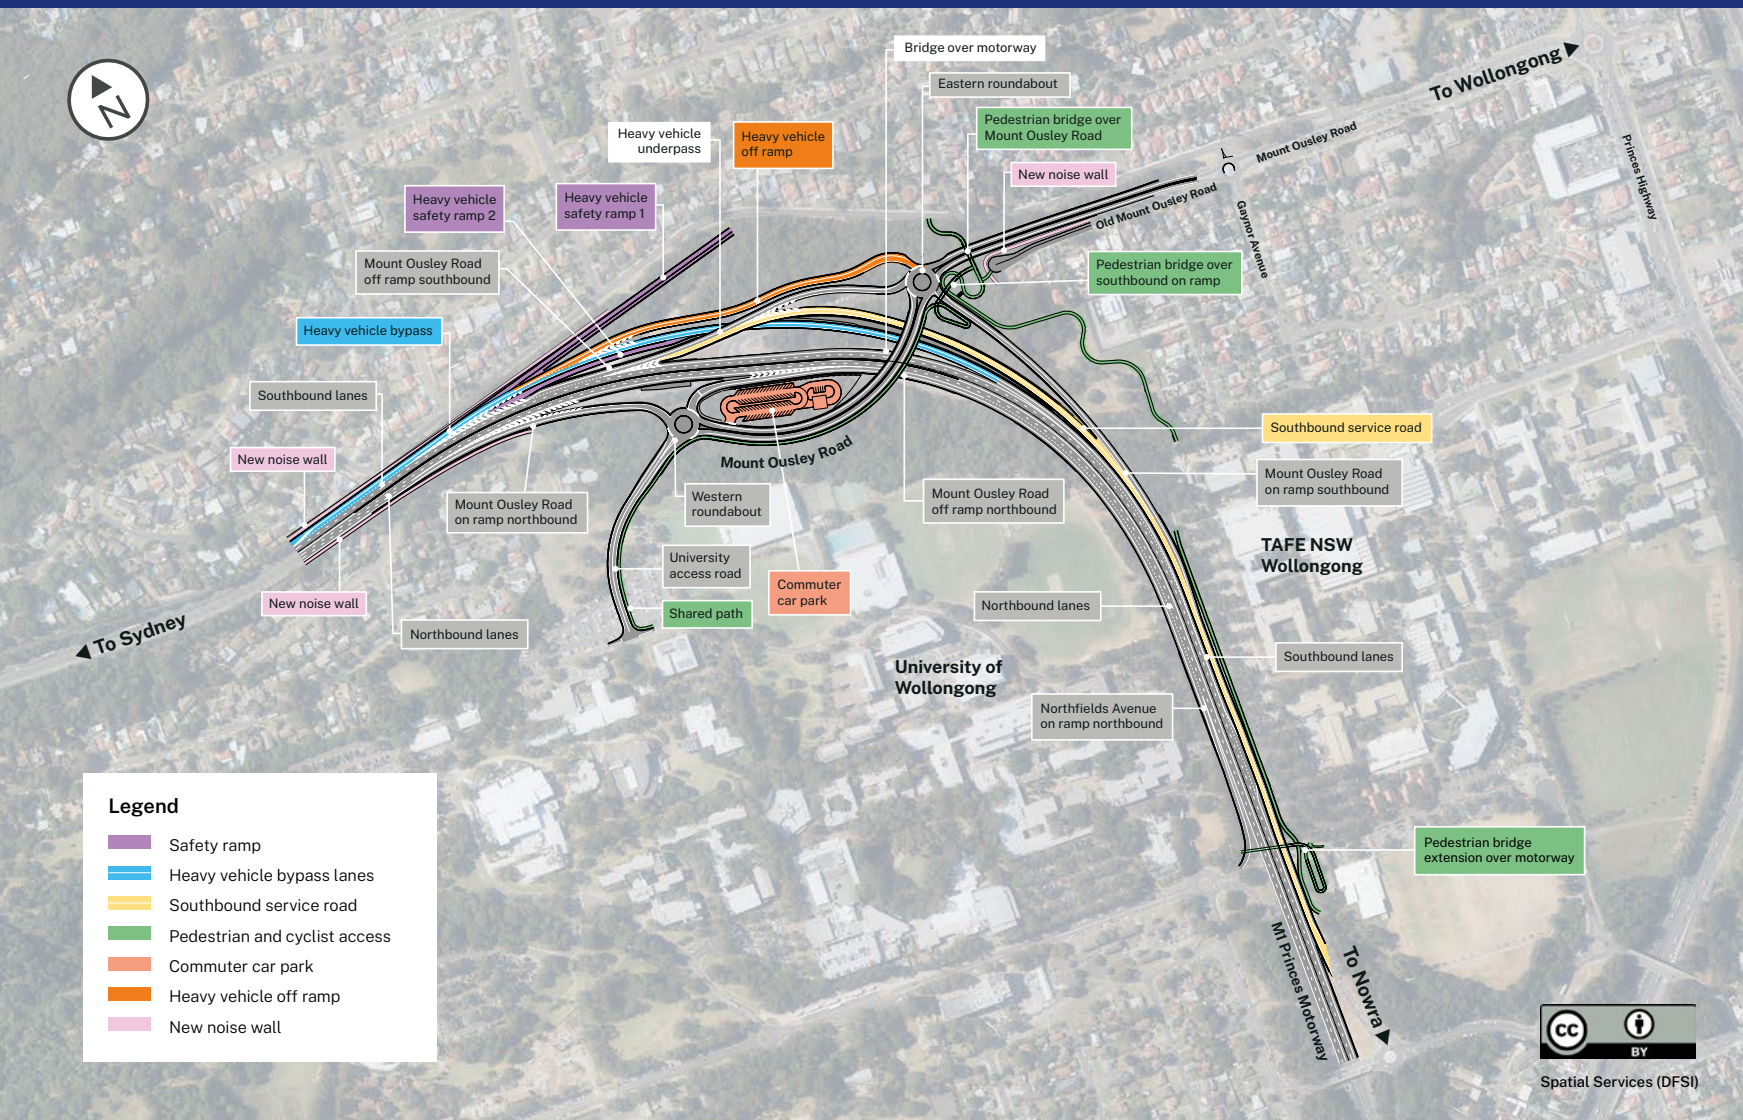 Bridge over motorway
Eastern roundabout
To Wollongong
Pedestrian bridge over
Mount Ousley Road
Heavy vehicle
underpass
Heavy vehicle
off ramp
Mount Ousley Road
Princes Highway
New noise wall
Heavy vehicle
safety ramp 2
Heavy vehicle
safety ramp 1
Old Mount Ousley Road
Gaynor Avenue
Mount Ousley Road
off ramp southbound
Pedestrian bridge over
southbound on ramp
Heavy vehicle bypass
Southbound lanes
Southbound service road
New noise wall
Mount Ousley Road
Mount Ousley Road
on ramp southbound
Mount Ousley Road
on ramp northbound
Western
roundabout
Mount Ousley Road
off ramp northbound
TAFE NSW
Wollongong
University
access road
Commuter
car park
New noise wall
Shared path
Northbound lanes
To Sydney
Northbound lanes
Southbound lanes
University of
Wollongong
Northfields Avenue
on ramp northbound
Pedestrian bridge
extension over motorway
M1 Princes Motorway
To Nowra
Legend
Safety ramp
Heavy vehicle bypass lanes
Southbound service road
Pedestrian and cyclist access
Commuter car park
Heavy vehicle off ramp
New noise wall
N
cc
BY
Spatial Services (DFSI)